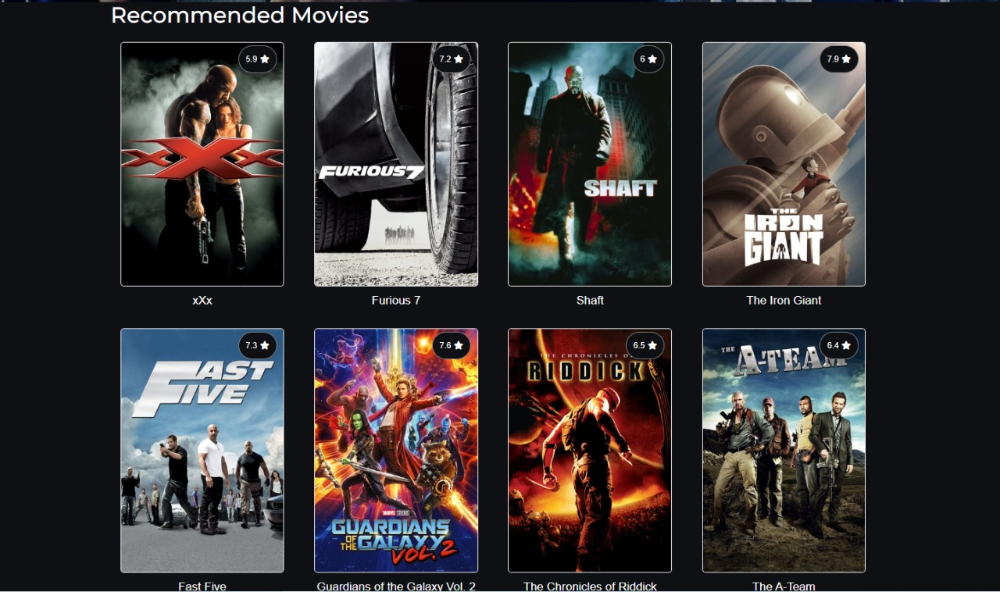 Recommended Movies
5.9
7.2
6
7.9
xXx
FURIOUS 7
SHAFT
THE
IRON
GIANT
xXx
Furious 7
Shaft
The Iron Giant
7.3
7.6
6.5
6.4
FAST
FIVE
MARVEL STUDIOS
GUARDIANS
OF THE GALAXY
VOL. 2
THE CHRONICLES OF
RIDDICK
THE A-TEAM
Fast Five
Guardians of the Galaxy Vol. 2
The Chronicles of Riddick
The A-Team